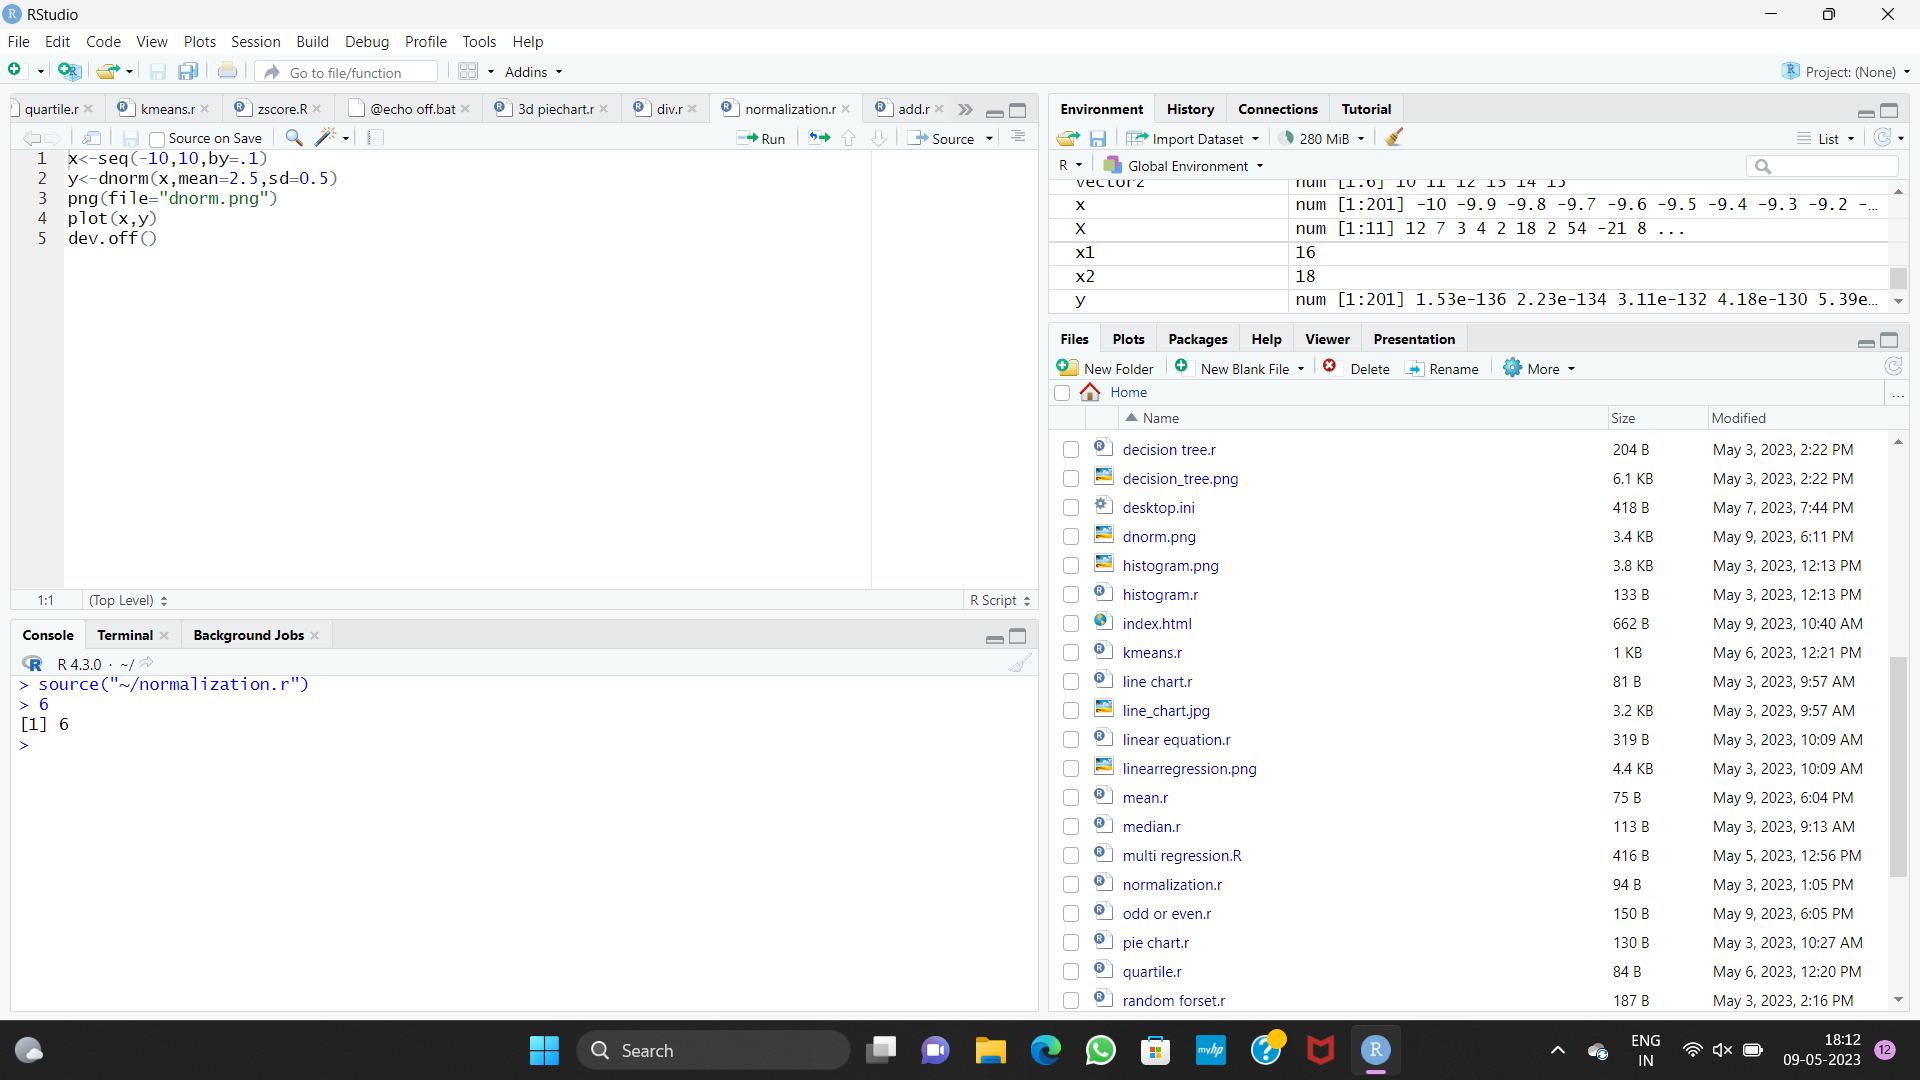 RStudio
File Edit Code View Plots Session Build Debug Profile Tools Help
Go to file/function Addins Project: (None)
quartile.r kmeans.r zscore.R @echo off.bat 3d piechart.r div.r normalization.r add.r
Source on Save Run Source
1 x<-seq(-10,10,by=.1)
2 y<-dnorm(x,mean=2.5,sd=0.5)
3 png(file="dnorm.png")
4 plot(x,y)
5 dev.off()
1:1 (Top Level) R Script
Console Terminal Background Jobs
R 4.3.0 · ~/
> source("~/normalization.r")
> 6
[1] 6
>
Environment History Connections Tutorial
Import Dataset 280 MiB List
R Global Environment
vector2 num [1:6] 10 11 12 13 14 15
x num [1:201] -10 -9.9 -9.8 -9.7 -9.6 -9.5 -9.4 -9.3 -9.2 -…
X num [1:11] 12 7 3 4 2 18 2 54 -21 8 ...
x1 16
x2 18
y num [1:201] 1.53e-136 2.23e-134 3.11e-132 4.18e-130 5.39e…
Files Plots Packages Help Viewer Presentation
New Folder New Blank File Delete Rename More
Home ...
Name Size Modified
decision tree.r 204 B May 3, 2023, 2:22 PM
decision_tree.png 6.1 KB May 3, 2023, 2:22 PM
desktop.ini 418 B May 7, 2023, 7:44 PM
dnorm.png 3.4 KB May 9, 2023, 6:11 PM
histogram.png 3.8 KB May 3, 2023, 12:13 PM
histogram.r 133 B May 3, 2023, 12:13 PM
index.html 662 B May 9, 2023, 10:40 AM
kmeans.r 1 KB May 6, 2023, 12:21 PM
line chart.r 81 B May 3, 2023, 9:57 AM
line_chart.jpg 3.2 KB May 3, 2023, 9:57 AM
linear equation.r 319 B May 3, 2023, 10:09 AM
linearregression.png 4.4 KB May 3, 2023, 10:09 AM
mean.r 75 B May 9, 2023, 6:04 PM
median.r 113 B May 3, 2023, 9:13 AM
multi regression.R 416 B May 5, 2023, 12:56 PM
normalization.r 94 B May 3, 2023, 1:05 PM
odd or even.r 150 B May 9, 2023, 6:05 PM
pie chart.r 130 B May 3, 2023, 10:27 AM
quartile.r 84 B May 6, 2023, 12:20 PM
random forset.r 187 B May 3, 2023, 2:16 PM
Search myhp R ENG 18:12 12
IN 09-05-2023